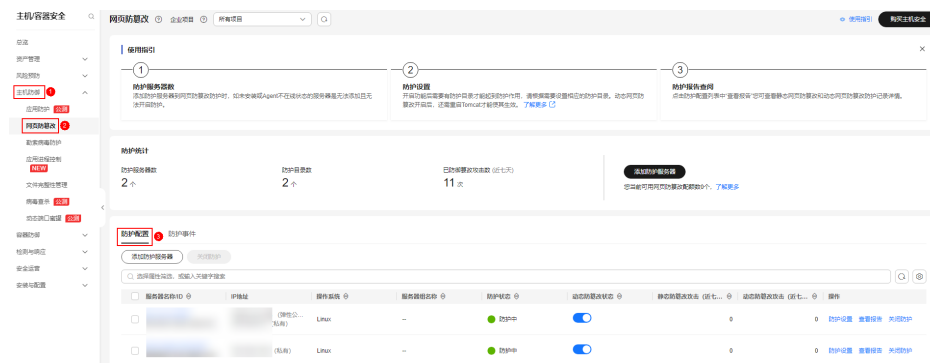 主机/容器安全
总览
资产管理
风险预防
主机防御 1
应用防护 公测
网页防篡改 2
勒索病毒防护
应用进程控制
NEW
文件完整性管理
病毒查杀 公测
动态端口蜜罐 公测
容器防御
检测与响应
安全运营
安装与配置
网页防篡改 企业项目 所有项目
使用指引 购买主机安全
使用指引
1
防护服务器数
添加防护服务器到网页防篡改防护时，如未安装或Agent不在线状态的服务器是无法添加且无
法开启防护。
2
防护设置
开启功能后需要有防护目录才能起到防护作用，请根据需要设置相应的防护目录。动态网页防
篡改开启后，还需重启Tomcat才能使其生效。 了解更多
3
防护报告查阅
点击防护配置列表中“查看报告”您可查看静态网页防篡改和动态网页防篡改防护记录详情。
防护统计
防护服务器数
2 个
防护目录数
2 个
已防御篡改攻击数 (近七天)
11 次
添加防护服务器
您当前可用网页防篡改配额数0个，了解更多
防护配置 3 防护事件
添加防护服务器 关闭防护
选择属性筛选，或输入关键字搜索
服务器名称/ID IP地址 操作系统 服务器组名称 防护状态 动态防篡改状态 静态防篡改攻击（近七... 动态防篡改攻击（近七... 操作
(弹性公...
(私有) Linux -- 防护中 0 0 防护设置 查看报告 关闭防护
(私有) Linux -- 防护中 0 0 防护设置 查看报告 关闭防护